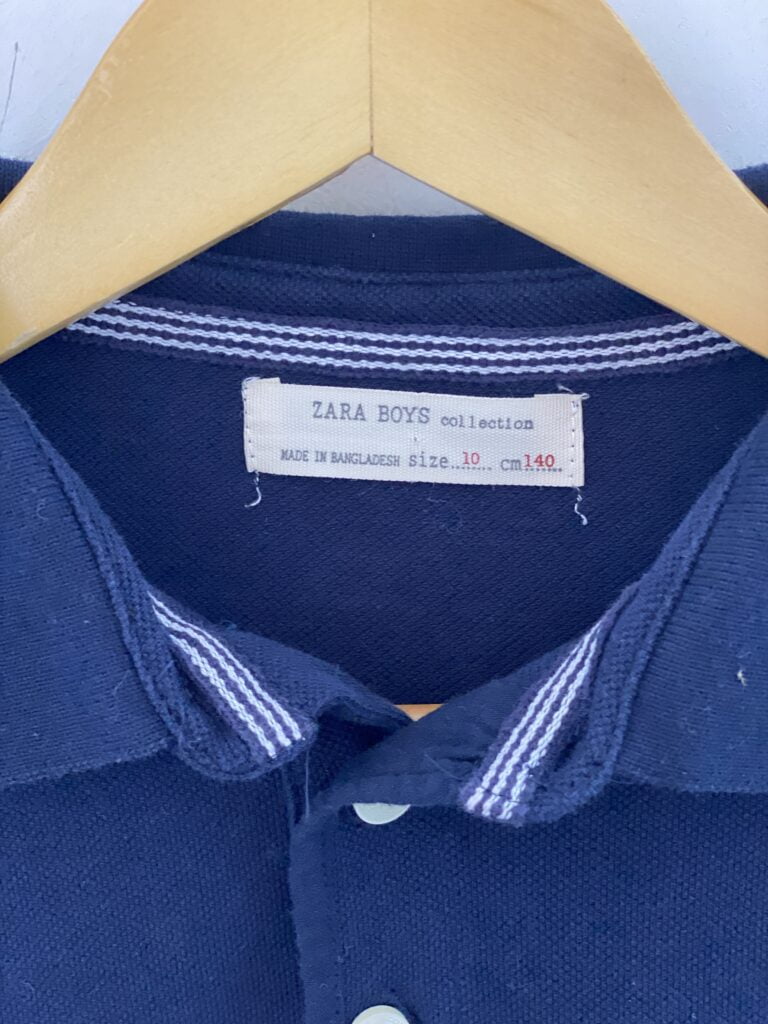 ZARA BOYS collection
MADE IN BANGLADESH size..10..... cm140..